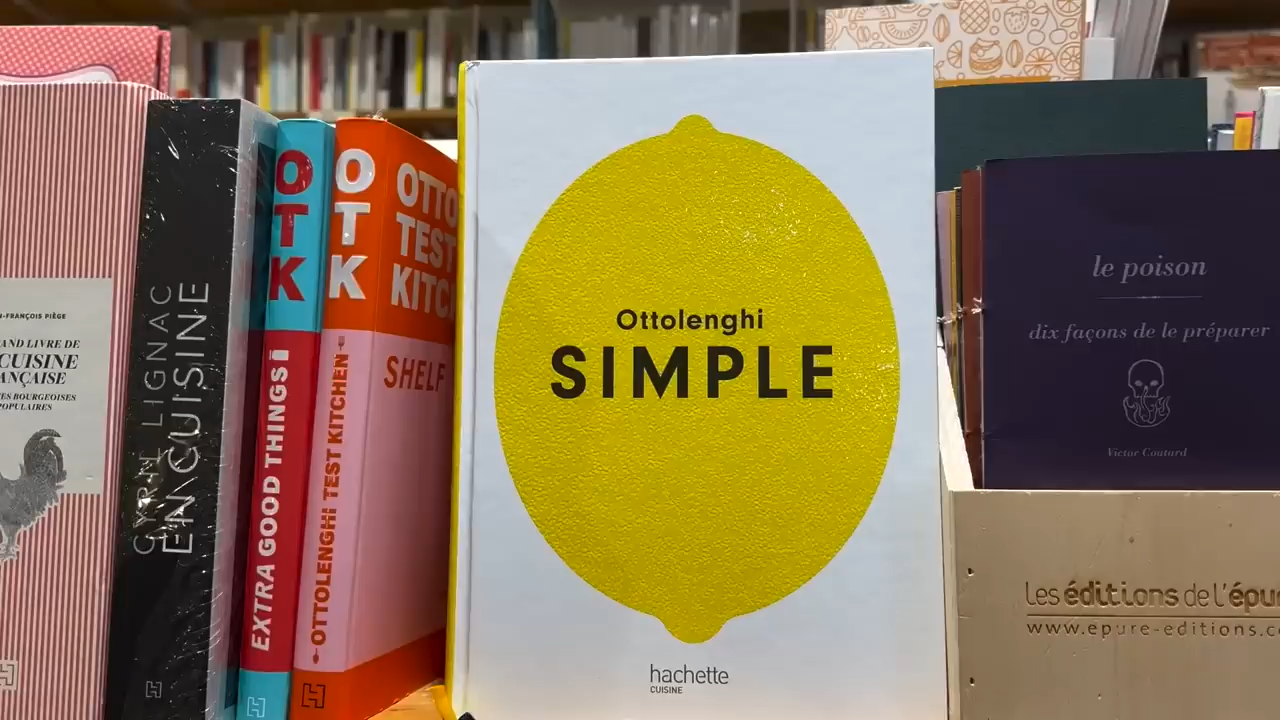 N-FRANÇOIS PIÈGE
AND LIVRE DE
CUISINE
ANÇAISE
ES BOURGEOISES
POPULAIRES
CYRIL LIGNAC
EN CUISINE
OTK
EXTRA GOOD THINGS
OTK
OTTOLENGHI TEST KITCHEN
OTTO
TEST
KITC
SHELF
Ottolenghi
SIMPLE
hachette
CUISINE
le poison
dix façons de le préparer
Victor Coutard
Les éditions de l'épu
www.epure-editions.c